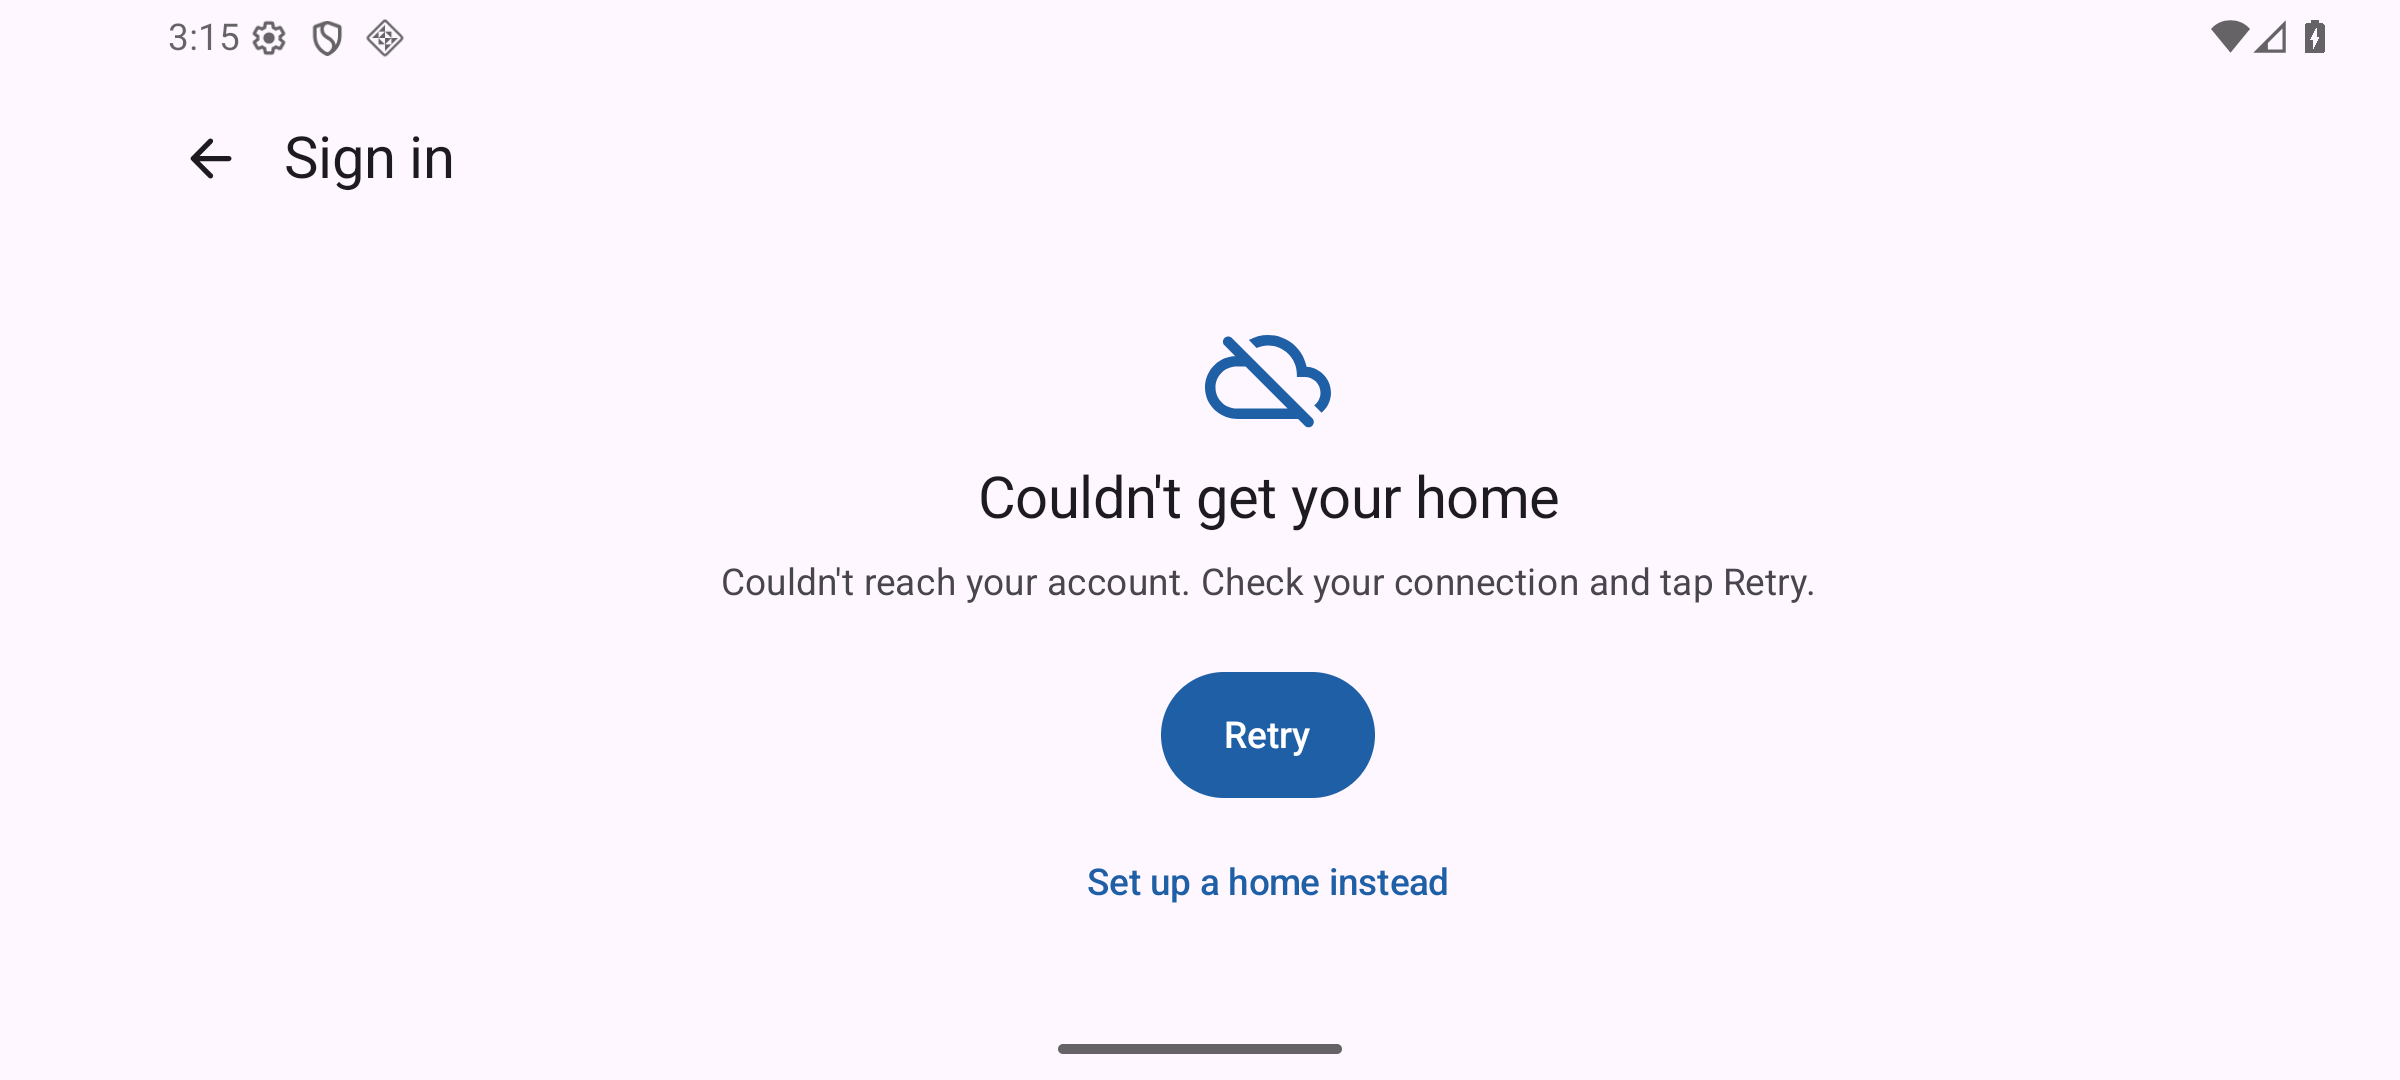 3:15
Sign in
Couldn't get your home
Couldn't reach your account. Check your connection and tap Retry.
Retry
Set up a home instead